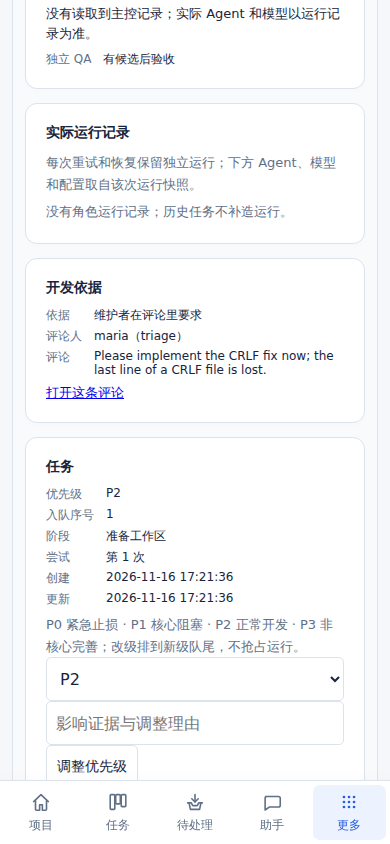 没有读取到主控记录；实际 Agent 和模型以运行记
录为准。
独立 QA 有候选后验收
实际运行记录
每次重试和恢复保留独立运行；下方 Agent、模型
和配置取自该次运行快照。
没有角色运行记录；历史任务不补造运行。
开发依据
依据 维护者在评论里要求
评论人 maria（triage）
评论 Please implement the CRLF fix now; the
last line of a CRLF file is lost.
打开这条评论
任务
优先级 P2
入队序号 1
阶段 准备工作区
尝试 第 1 次
创建 2026-11-16 17:21:36
更新 2026-11-16 17:21:36
P0 紧急止损 · P1 核心阻塞 · P2 正常开发 · P3 非
核心完善；改级排到新级队尾，不抢占运行。
P2
影响证据与调整理由
调整优先级
项目 任务 待处理 助手 更多